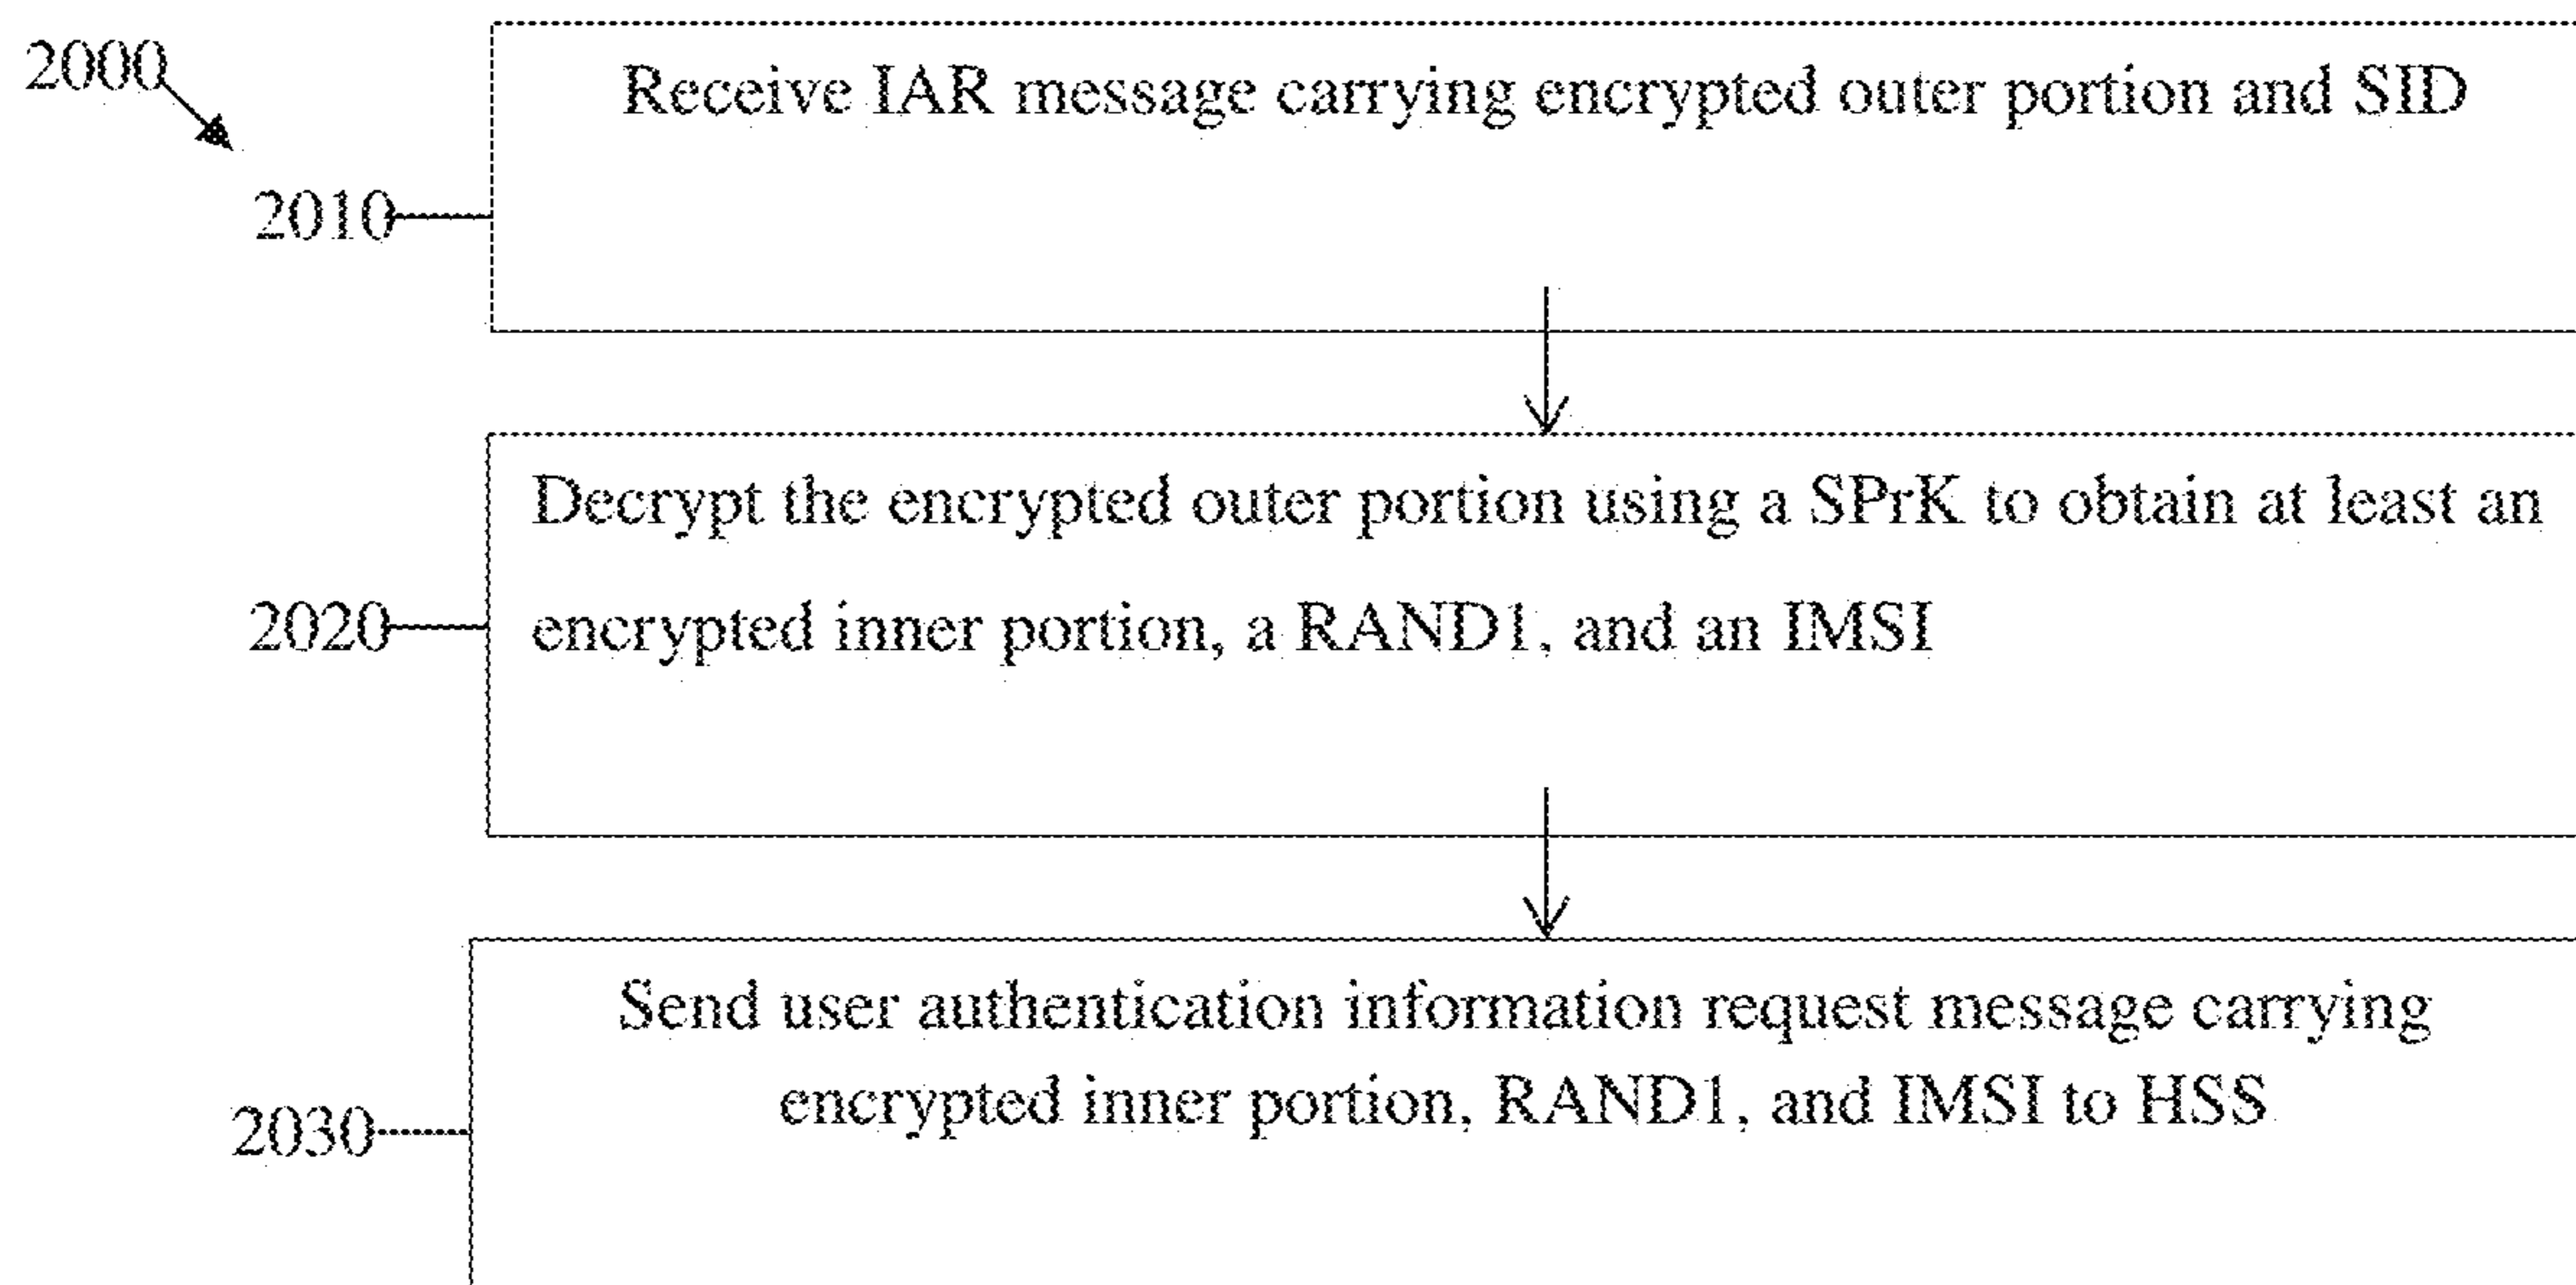 2000
Receive IAR message carrying encrypted outer portion and SID
2010
Decrypt the encrypted outer portion using a SPrK to obtain at least an
encrypted inner portion, a RAND1, and an IMSI
2020
Send user authentication information request message carrying
encrypted inner portion, RAND1, and IMSI to HSS
2030